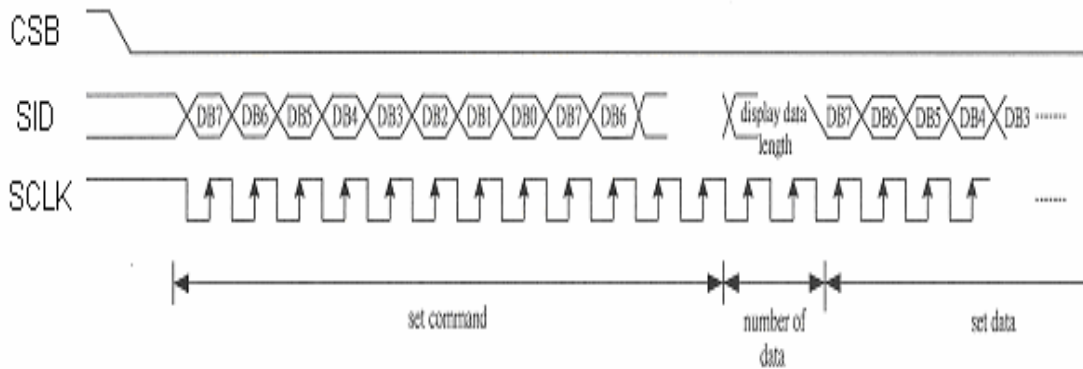 CSB
SID
DB7 DB6 DB5 DB4 DB3 DB2 DB1 DB0 DB7 DB6
display data
length
DB7 DB6 DB5 DB4 DB3 ........
SCLK
........
set command
number of
data
set data